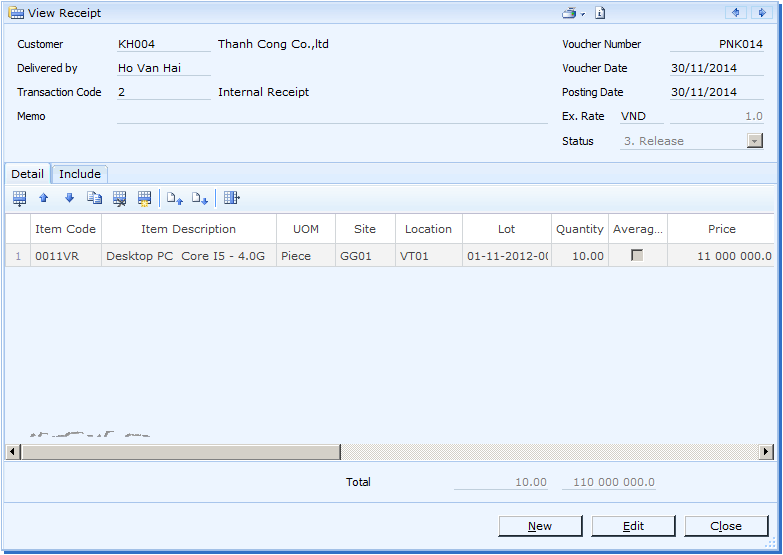 View Receipt
Customer KH004 Thanh Cong Co.,ltd Voucher Number PNK014
Delivered by Ho Van Hai Voucher Date 30/11/2014
Transaction Code 2 Internal Receipt Posting Date 30/11/2014
Memo Ex. Rate VND 1.0
Status 3. Release
Detail Include
Item Code Item Description UOM Site Location Lot Quantity Averag... Price
1 0011VR Desktop PC Core I5 - 4.0G Piece GG01 VT01 01-11-2012-00 10.00 11 000 000.0
Total 10.00 110 000 000.0
New Edit Close